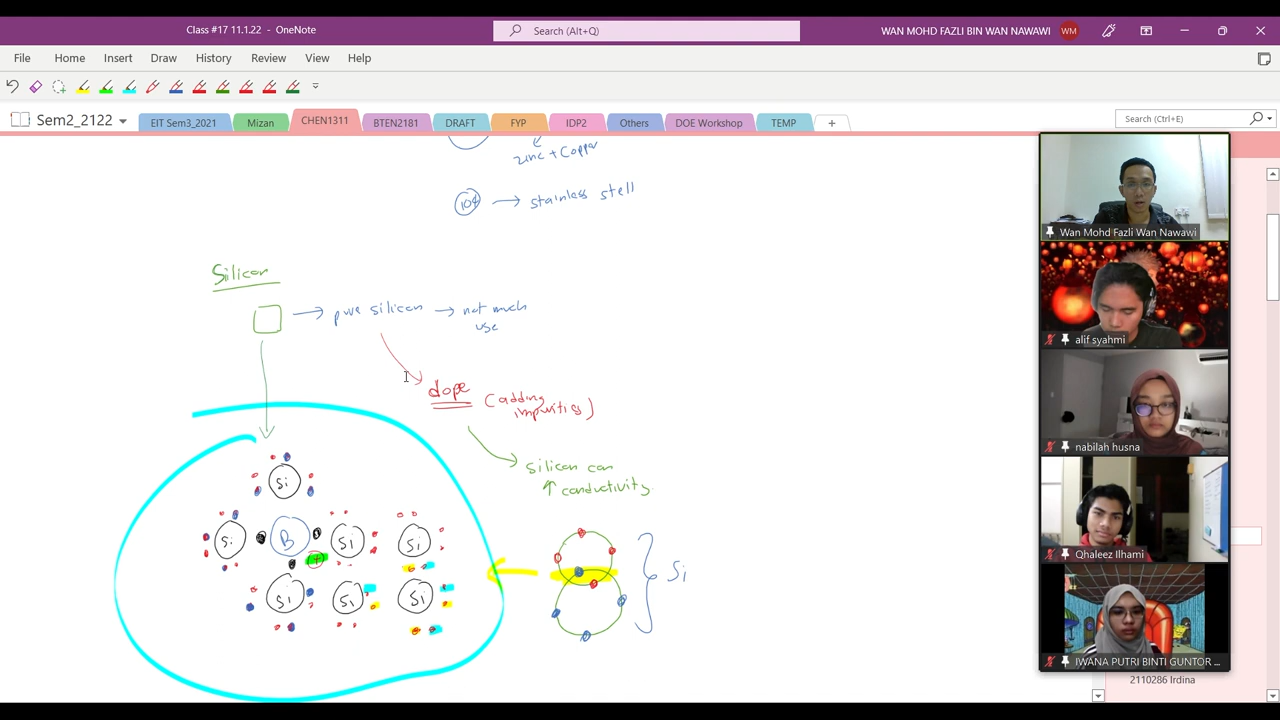 Class #17 11.1.22 - OneNote
Search (Alt+Q)
WAN MOHD FAZLI BIN WAN NAWAWI
WM
File Home Insert Draw History Review View Help
Sem2_2122
EIT Sem3_2021
Mizan
CHEN1311
BTEN2181
DRAFT
FYP
IDP2
Others
DOE Workshop
TEMP
+
Search (Ctrl+E)
zinc + Copper
10¢ → stainless stell
Silicon
→ pure silicon → not much
use
dope (adding
impurities)
silicon can
↑ conductivity.
Si
Si B Si Si
Si Si Si
+
Si
Wan Mohd Fazli Wan Nawawi
alif syahmi
nabilah husna
Qhaleez Ilhami
IWANA PUTRI BINTI GUNTOR ...
2110286 Irdina